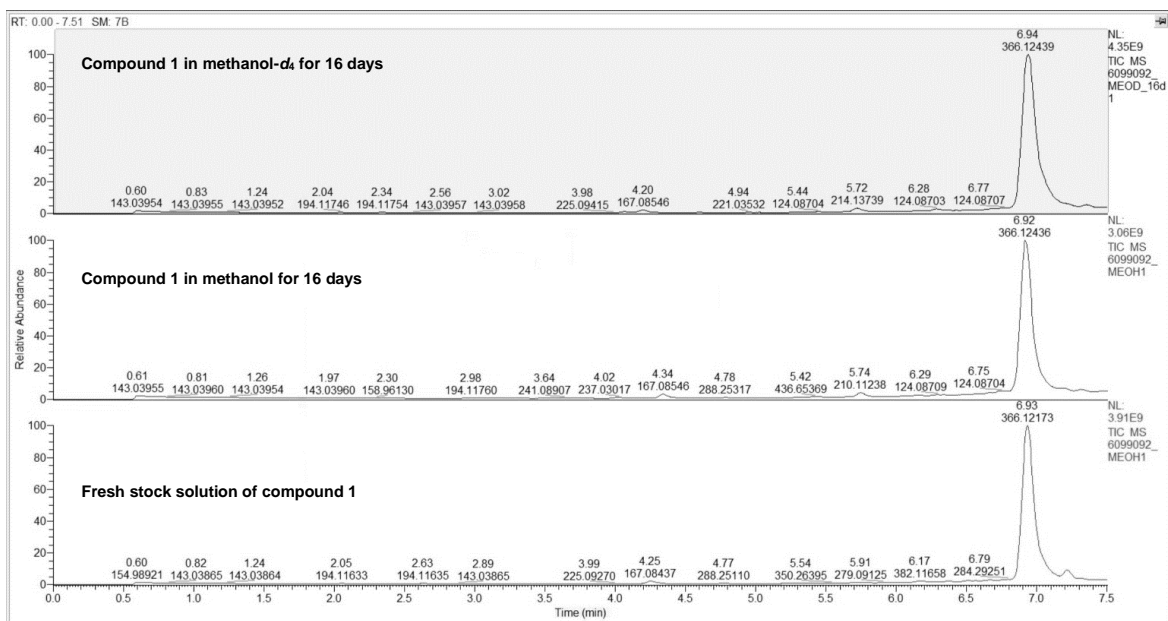 RT: 0.00 - 7.51 SM: 7B
Compound 1 in methanol-d₄ for 16 days
6.94
366.12439
NL:
4.35E9
TIC MS
6099092_
MEOD_16d
1
100
80
60
40
20
0
0.60 0.83 1.24 2.04 2.34 2.56 3.02 3.98 4.20 4.94 5.44 5.72 6.28 6.77
143.03954 143.03955 143.03952 194.11746 194.11754 143.03957 143.03958 225.09415 167.08546 221.03532 124.08704 214.13739 124.08703 124.08707
Compound 1 in methanol for 16 days
6.92
366.12436
NL:
3.06E9
TIC MS
6099092_
MEOH1
Relative Abundance
100
80
60
40
20
0
0.61 0.81 1.26 1.97 2.30 2.98 3.64 4.02 4.34 4.78 5.42 5.74 6.29 6.75
143.03955 143.03960 143.03954 143.03960 158.96130 194.11760 241.08907 237.03017 167.08546 288.25317 436.65369 210.11238 124.08709 124.08704
Fresh stock solution of compound 1
6.93
366.12173
NL:
3.91E9
TIC MS
6099092_
MEOH1
100
80
60
40
20
0
0.60 0.82 1.24 2.05 2.63 2.89 3.99 4.25 4.77 5.54 5.91 6.17 6.79
154.98921 143.03865 143.03864 194.11633 194.11635 143.03865 225.09270 167.08437 288.25110 350.26395 279.09125 382.11658 284.29251
0.0 0.5 1.0 1.5 2.0 2.5 3.0 3.5 4.0 4.5 5.0 5.5 6.0 6.5 7.0 7.5
Time (min)